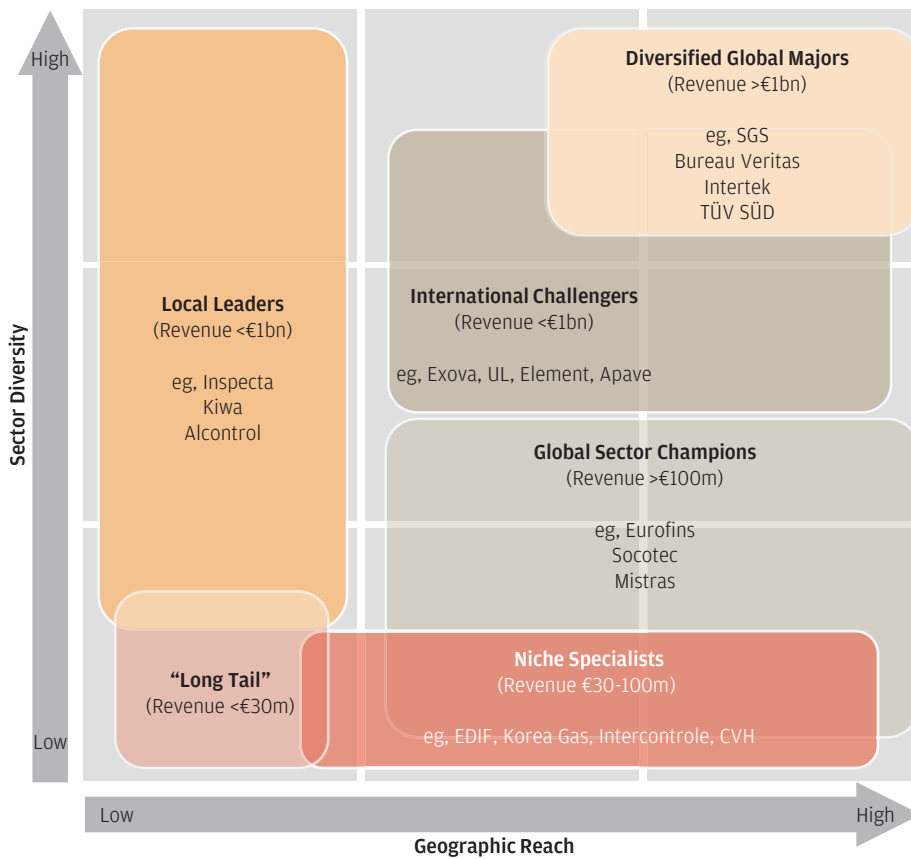 High
Diversified Global Majors
(Revenue >€1bn)
eg, SGS
Bureau Veritas
Intertek
TÜV SÜD
Local Leaders
(Revenue <€1bn)
eg, Inspecta
Kiwa
Alcontrol
International Challengers
(Revenue <€1bn)
eg, Exova, UL, Element, Apave
Sector Diversity
Global Sector Champions
(Revenue >€100m)
eg, Eurofins
Socotec
Mistras
“Long Tail”
(Revenue <€30m)
Niche Specialists
(Revenue €30-100m)
eg, EDIF, Korea Gas, Intercontrole, CVH
Low
Low
High
Geographic Reach